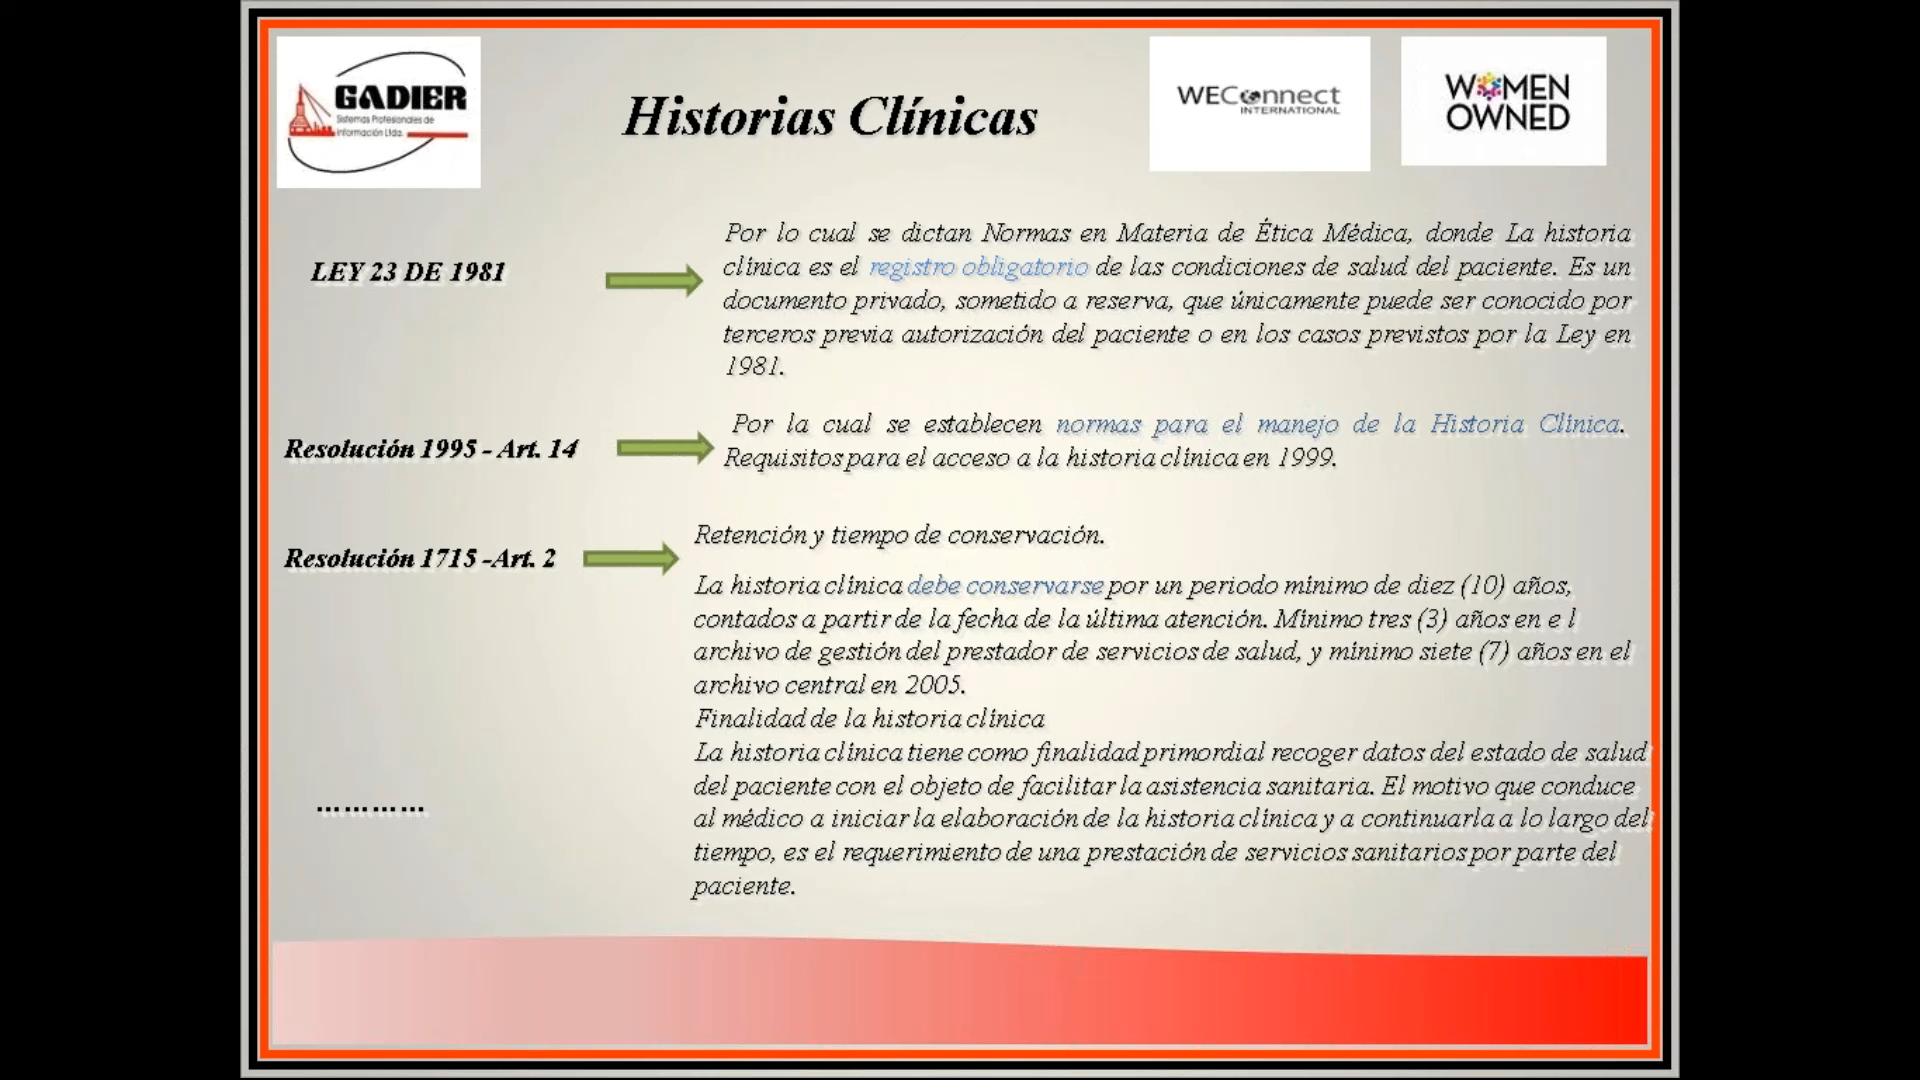 GADIER
Sistemas Profesionales de
Información Ltda.
Historias Clínicas
WEConnect
INTERNATIONAL
WOMEN
OWNED
LEY 23 DE 1981
Por lo cual se dictan Normas en Materia de Ética Médica, donde La historia
clínica es el registro obligatorio de las condiciones de salud del paciente. Es un
documento privado, sometido a reserva, que únicamente puede ser conocido por
terceros previa autorización del paciente o en los casos previstos por la Ley en
1981.
Resolución 1995 - Art. 14
Por la cual se establecen normas para el manejo de la Historia Clínica.
Requisitos para el acceso a la historia clínica en 1999.
Resolución 1715 -Art. 2
Retención y tiempo de conservación.
La historia clínica debe conservarse por un periodo mínimo de diez (10) años,
contados a partir de la fecha de la última atención. Mínimo tres (3) años en e l
archivo de gestión del prestador de servicios de salud, y mínimo siete (7) años en el
archivo central en 2005.
Finalidad de la historia clínica
La historia clínica tiene como finalidad primordial recoger datos del estado de salud
del paciente con el objeto de facilitar la asistencia sanitaria. El motivo que conduce
al médico a iniciar la elaboración de la historia clínica y a continuarla a lo largo del
tiempo, es el requerimiento de una prestación de servicios sanitarios por parte del
paciente.
…………